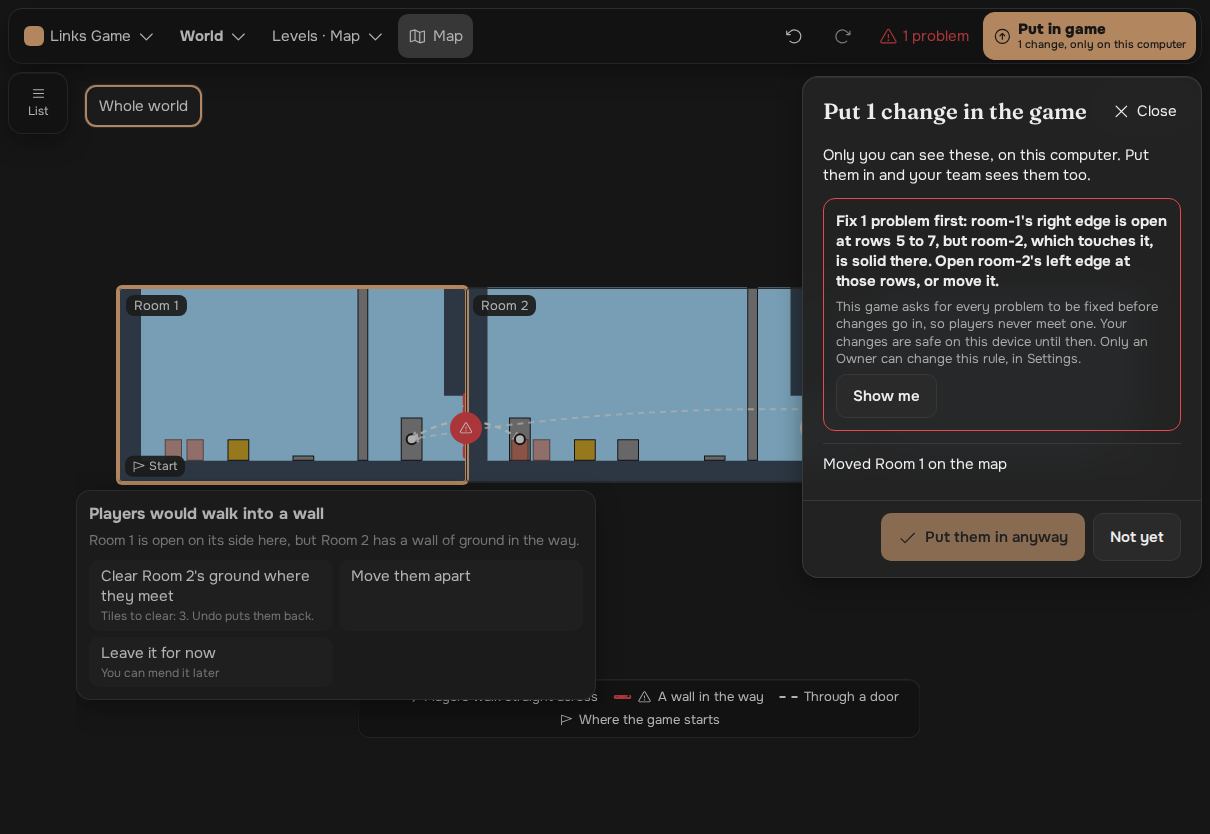 Links Game
World
Levels · Map
Map
1 problem
Put in game
1 change, only on this computer
List
Whole world
Put 1 change in the game
Close
Only you can see these, on this computer. Put
them in and your team sees them too.
Fix 1 problem first: room-1's right edge is open
at rows 5 to 7, but room-2, which touches it,
is solid there. Open room-2's left edge at
those rows, or move it.
This game asks for every problem to be fixed before
changes go in, so players never meet one. Your
changes are safe on this device until then. Only an
Owner can change this rule, in Settings.
Show me
Moved Room 1 on the map
Put them in anyway
Not yet
Room 1
Room 2
Start
Players would walk into a wall
Room 1 is open on its side here, but Room 2 has a wall of ground in the way.
Clear Room 2's ground where
they meet
Tiles to clear: 3. Undo puts them back.
Move them apart
Leave it for now
You can mend it later
A wall in the way
Through a door
Where the game starts